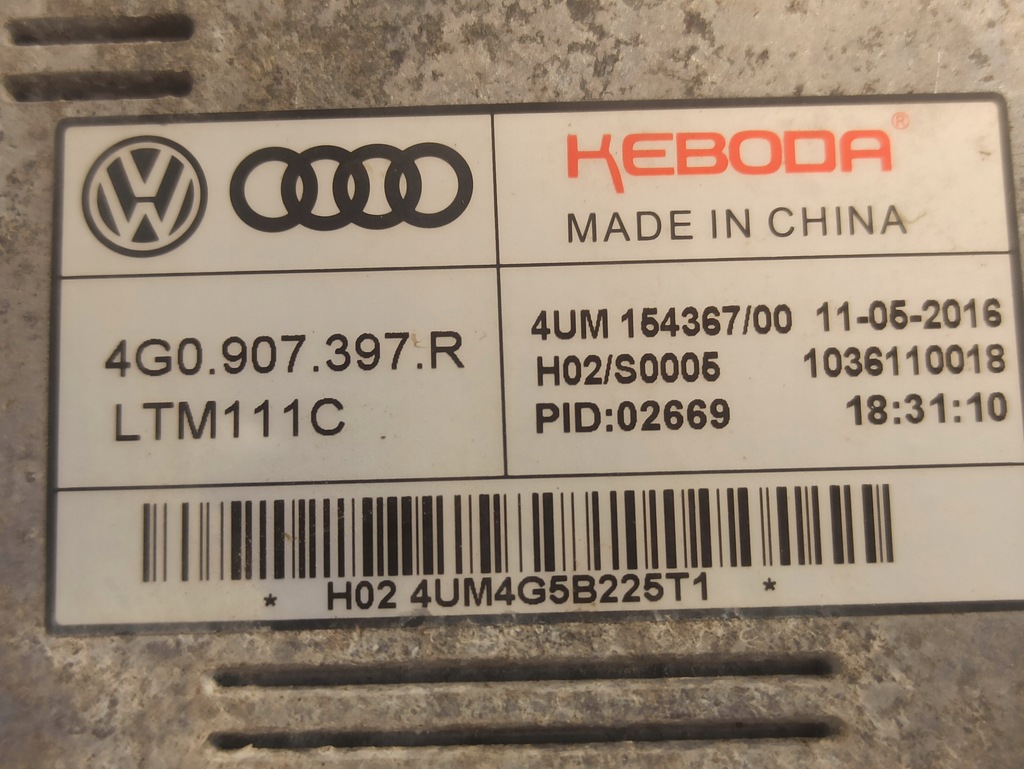 KEBODA®
MADE IN CHINA
4G0.907.397.R
LTM111C
4UM 154367/00 11-05-2016
H02/S0005 1036110018
PID:02669 18:31:10
* H02 4UM4G5B225T1 *